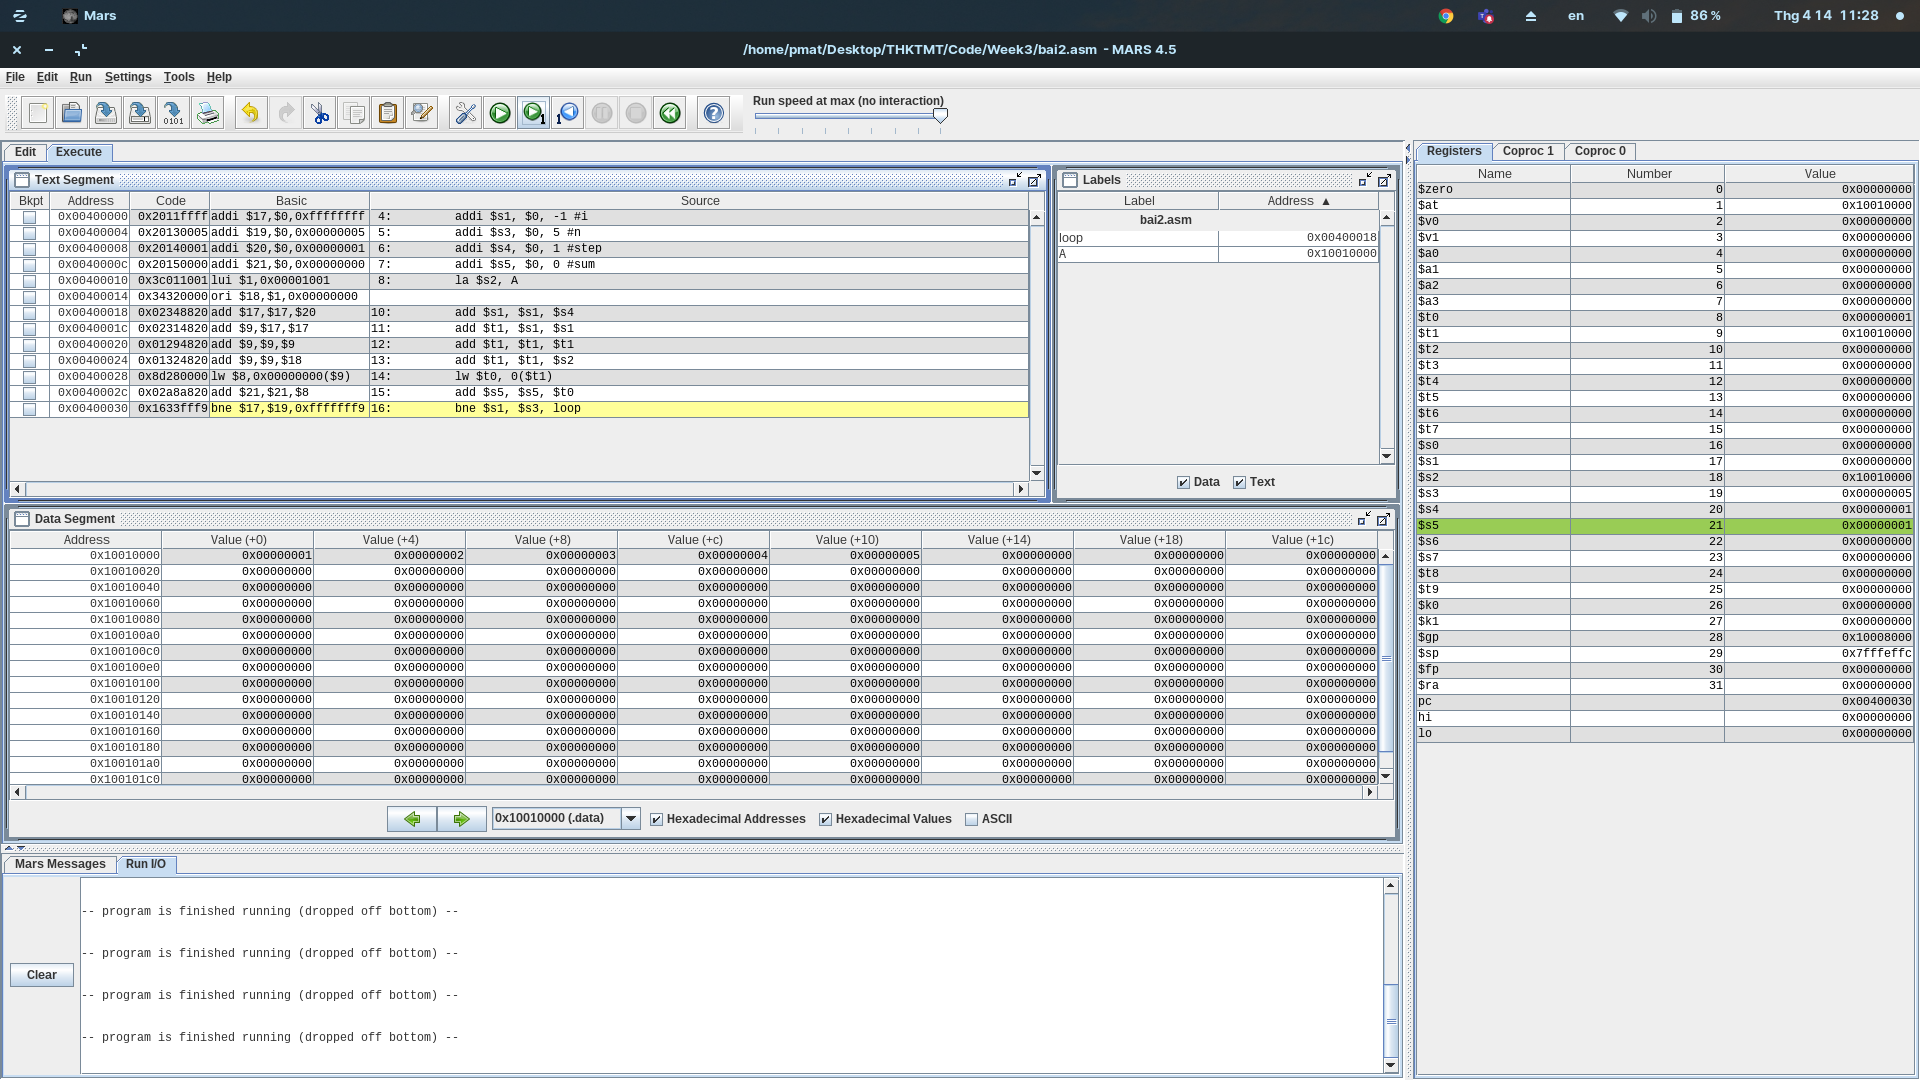 Mars
en
86 %
Thg 4 14 11:28
/home/pmat/Desktop/THKTMT/Code/Week3/bai2.asm - MARS 4.5
File Edit Run Settings Tools Help
Run speed at max (no interaction)
Edit Execute
Text Segment
Bkpt Address Code Basic Source
0x00400000 0x2011ffff addi $17,$0,0xffffffff 4: addi $s1, $0, -1 #i
0x00400004 0x20130005 addi $19,$0,0x00000005 5: addi $s3, $0, 5 #n
0x00400008 0x20140001 addi $20,$0,0x00000001 6: addi $s4, $0, 1 #step
0x0040000c 0x20150000 addi $21,$0,0x00000000 7: addi $s5, $0, 0 #sum
0x00400010 0x3c011001 lui $1,0x00001001 8: la $s2, A
0x00400014 0x34320000 ori $18,$1,0x00000000
0x00400018 0x02348820 add $17,$17,$20 10: add $s1, $s1, $s4
0x0040001c 0x02314820 add $9,$17,$17 11: add $t1, $s1, $s1
0x00400020 0x01294820 add $9,$9,$9 12: add $t1, $t1, $t1
0x00400024 0x01324820 add $9,$9,$18 13: add $t1, $t1, $s2
0x00400028 0x8d280000 lw $8,0x00000000($9) 14: lw $t0, 0($t1)
0x0040002c 0x02a8a820 add $21,$21,$8 15: add $s5, $s5, $t0
0x00400030 0x1633fff9 bne $17,$19,0xfffffff9 16: bne $s1, $s3, loop
Labels
Label Address ▲
bai2.asm
loop 0x00400018
A 0x10010000
Data Text
Data Segment
Address Value (+0) Value (+4) Value (+8) Value (+c) Value (+10) Value (+14) Value (+18) Value (+1c)
0x10010000 0x00000001 0x00000002 0x00000003 0x00000004 0x00000005 0x00000000 0x00000000 0x00000000
0x10010020 0x00000000 0x00000000 0x00000000 0x00000000 0x00000000 0x00000000 0x00000000 0x00000000
0x10010040 0x00000000 0x00000000 0x00000000 0x00000000 0x00000000 0x00000000 0x00000000 0x00000000
0x10010060 0x00000000 0x00000000 0x00000000 0x00000000 0x00000000 0x00000000 0x00000000 0x00000000
0x10010080 0x00000000 0x00000000 0x00000000 0x00000000 0x00000000 0x00000000 0x00000000 0x00000000
0x100100a0 0x00000000 0x00000000 0x00000000 0x00000000 0x00000000 0x00000000 0x00000000 0x00000000
0x100100c0 0x00000000 0x00000000 0x00000000 0x00000000 0x00000000 0x00000000 0x00000000 0x00000000
0x100100e0 0x00000000 0x00000000 0x00000000 0x00000000 0x00000000 0x00000000 0x00000000 0x00000000
0x10010100 0x00000000 0x00000000 0x00000000 0x00000000 0x00000000 0x00000000 0x00000000 0x00000000
0x10010120 0x00000000 0x00000000 0x00000000 0x00000000 0x00000000 0x00000000 0x00000000 0x00000000
0x10010140 0x00000000 0x00000000 0x00000000 0x00000000 0x00000000 0x00000000 0x00000000 0x00000000
0x10010160 0x00000000 0x00000000 0x00000000 0x00000000 0x00000000 0x00000000 0x00000000 0x00000000
0x10010180 0x00000000 0x00000000 0x00000000 0x00000000 0x00000000 0x00000000 0x00000000 0x00000000
0x100101a0 0x00000000 0x00000000 0x00000000 0x00000000 0x00000000 0x00000000 0x00000000 0x00000000
0x100101c0 0x00000000 0x00000000 0x00000000 0x00000000 0x00000000 0x00000000 0x00000000 0x00000000
0x10010000 (.data) Hexadecimal Addresses Hexadecimal Values ASCII
Mars Messages Run I/O
Clear
-- program is finished running (dropped off bottom) --
-- program is finished running (dropped off bottom) --
-- program is finished running (dropped off bottom) --
-- program is finished running (dropped off bottom) --
Registers Coproc 1 Coproc 0
Name Number Value
$zero 0 0x00000000
$at 1 0x10010000
$v0 2 0x00000000
$v1 3 0x00000000
$a0 4 0x00000000
$a1 5 0x00000000
$a2 6 0x00000000
$a3 7 0x00000000
$t0 8 0x00000001
$t1 9 0x10010000
$t2 10 0x00000000
$t3 11 0x00000000
$t4 12 0x00000000
$t5 13 0x00000000
$t6 14 0x00000000
$t7 15 0x00000000
$s0 16 0x00000000
$s1 17 0x00000000
$s2 18 0x10010000
$s3 19 0x00000005
$s4 20 0x00000001
$s5 21 0x00000001
$s6 22 0x00000000
$s7 23 0x00000000
$t8 24 0x00000000
$t9 25 0x00000000
$k0 26 0x00000000
$k1 27 0x00000000
$gp 28 0x10008000
$sp 29 0x7fffeffc
$fp 30 0x00000000
$ra 31 0x00000000
pc 0x00400030
hi 0x00000000
lo 0x00000000